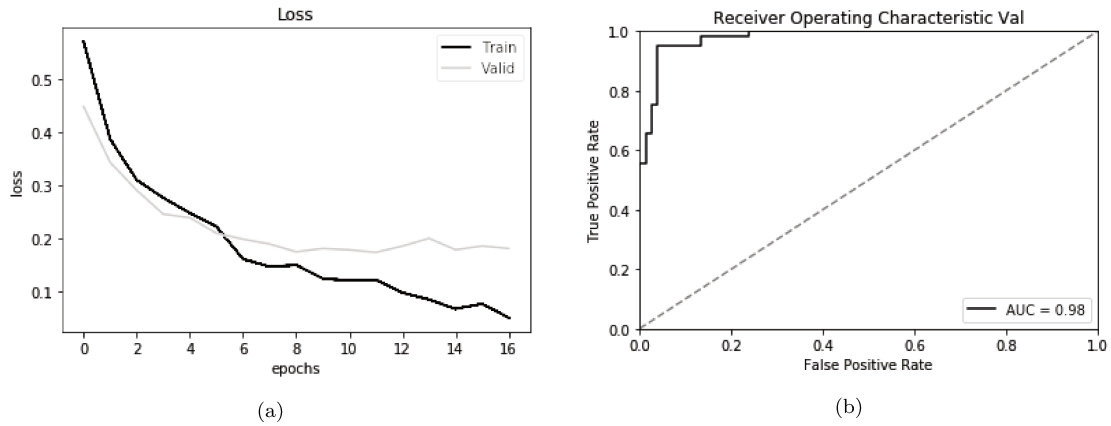 Loss
Train
Valid
0.5
0.4
0.3
0.2
0.1
loss
0 2 4 6 8 10 12 14 16
epochs
(a)
Receiver Operating Characteristic Val
1.0
0.8
0.6
0.4
0.2
0.0
True Positive Rate
AUC = 0.98
0.0 0.2 0.4 0.6 0.8 1.0
False Positive Rate
(b)